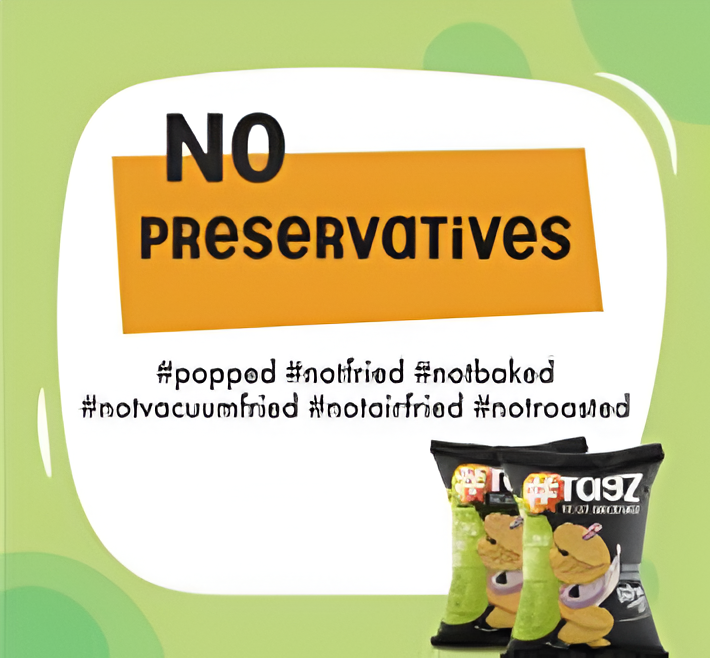 NO
PRESERVATIVES
#popped #notfried #notbaked
#notvacuumfried #notairfried #notroasted
#TagZ